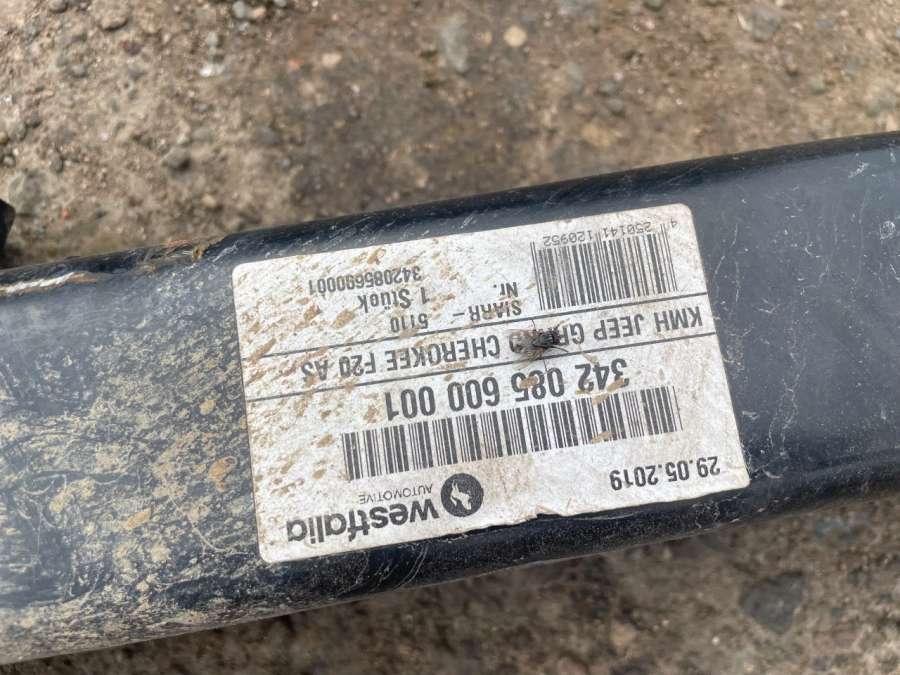 Westfalia
AUTOMOTIVE
29.05.2019
342 085 600 001
KMH JEEP CHEROKEE F20 AS
SIARR- 5110
Nr. 1 Stück
342085600001
4 250141 120952